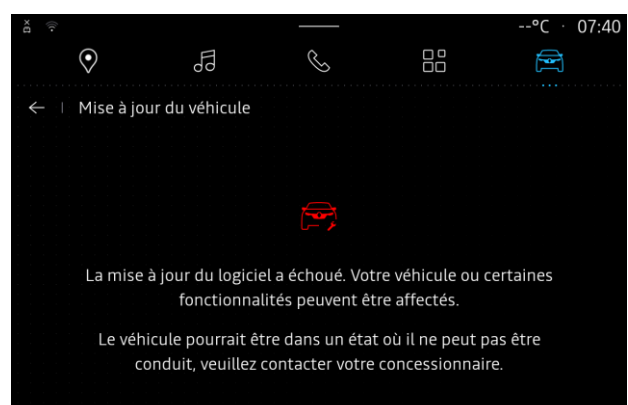 --°C · 07:40
Mise à jour du véhicule
La mise à jour du logiciel a échoué. Votre véhicule ou certaines
fonctionnalités peuvent être affectés.
Le véhicule pourrait être dans un état où il ne peut pas être
conduit, veuillez contacter votre concessionnaire.